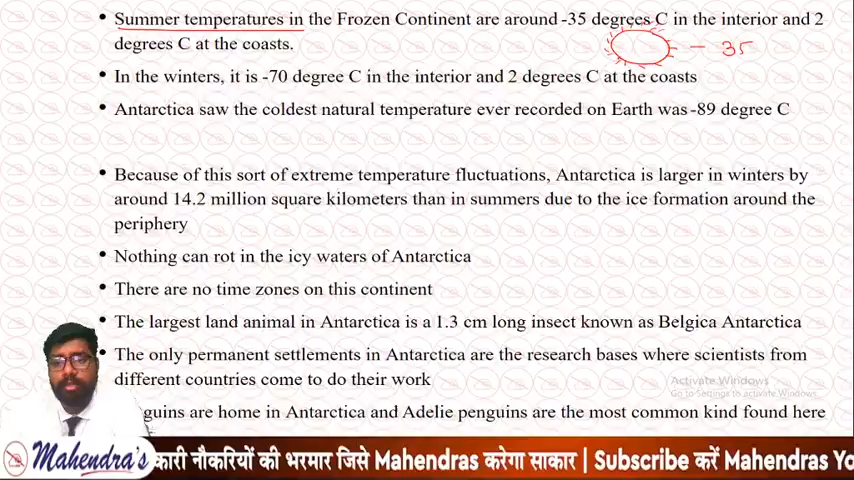 Summer temperatures in the Frozen Continent are around -35 degrees C in the interior and 2
degrees C at the coasts.
- 35
In the winters, it is -70 degree C in the interior and 2 degrees C at the coasts
Antarctica saw the coldest natural temperature ever recorded on Earth was -89 degree C
Because of this sort of extreme temperature fluctuations, Antarctica is larger in winters by
around 14.2 million square kilometers than in summers due to the ice formation around the
periphery
Nothing can rot in the icy waters of Antarctica
There are no time zones on this continent
The largest land animal in Antarctica is a 1.3 cm long insect known as Belgica Antarctica
The only permanent settlements in Antarctica are the research bases where scientists from
different countries come to do their work
Activate Windows
Go to Settings to activate Windows.
guins are home in Antarctica and Adelie penguins are the most common kind found here
Mahendra's
कारी नौकरियों की भरमार जिसे Mahendras करेगा साकार | Subscribe करें Mahendras Yo